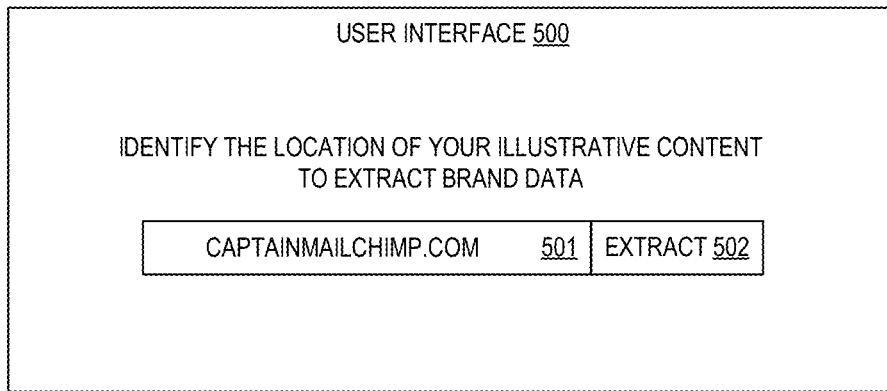 USER INTERFACE 500
IDENTIFY THE LOCATION OF YOUR ILLUSTRATIVE CONTENT
TO EXTRACT BRAND DATA
CAPTAINMAILCHIMP.COM 501 EXTRACT 502